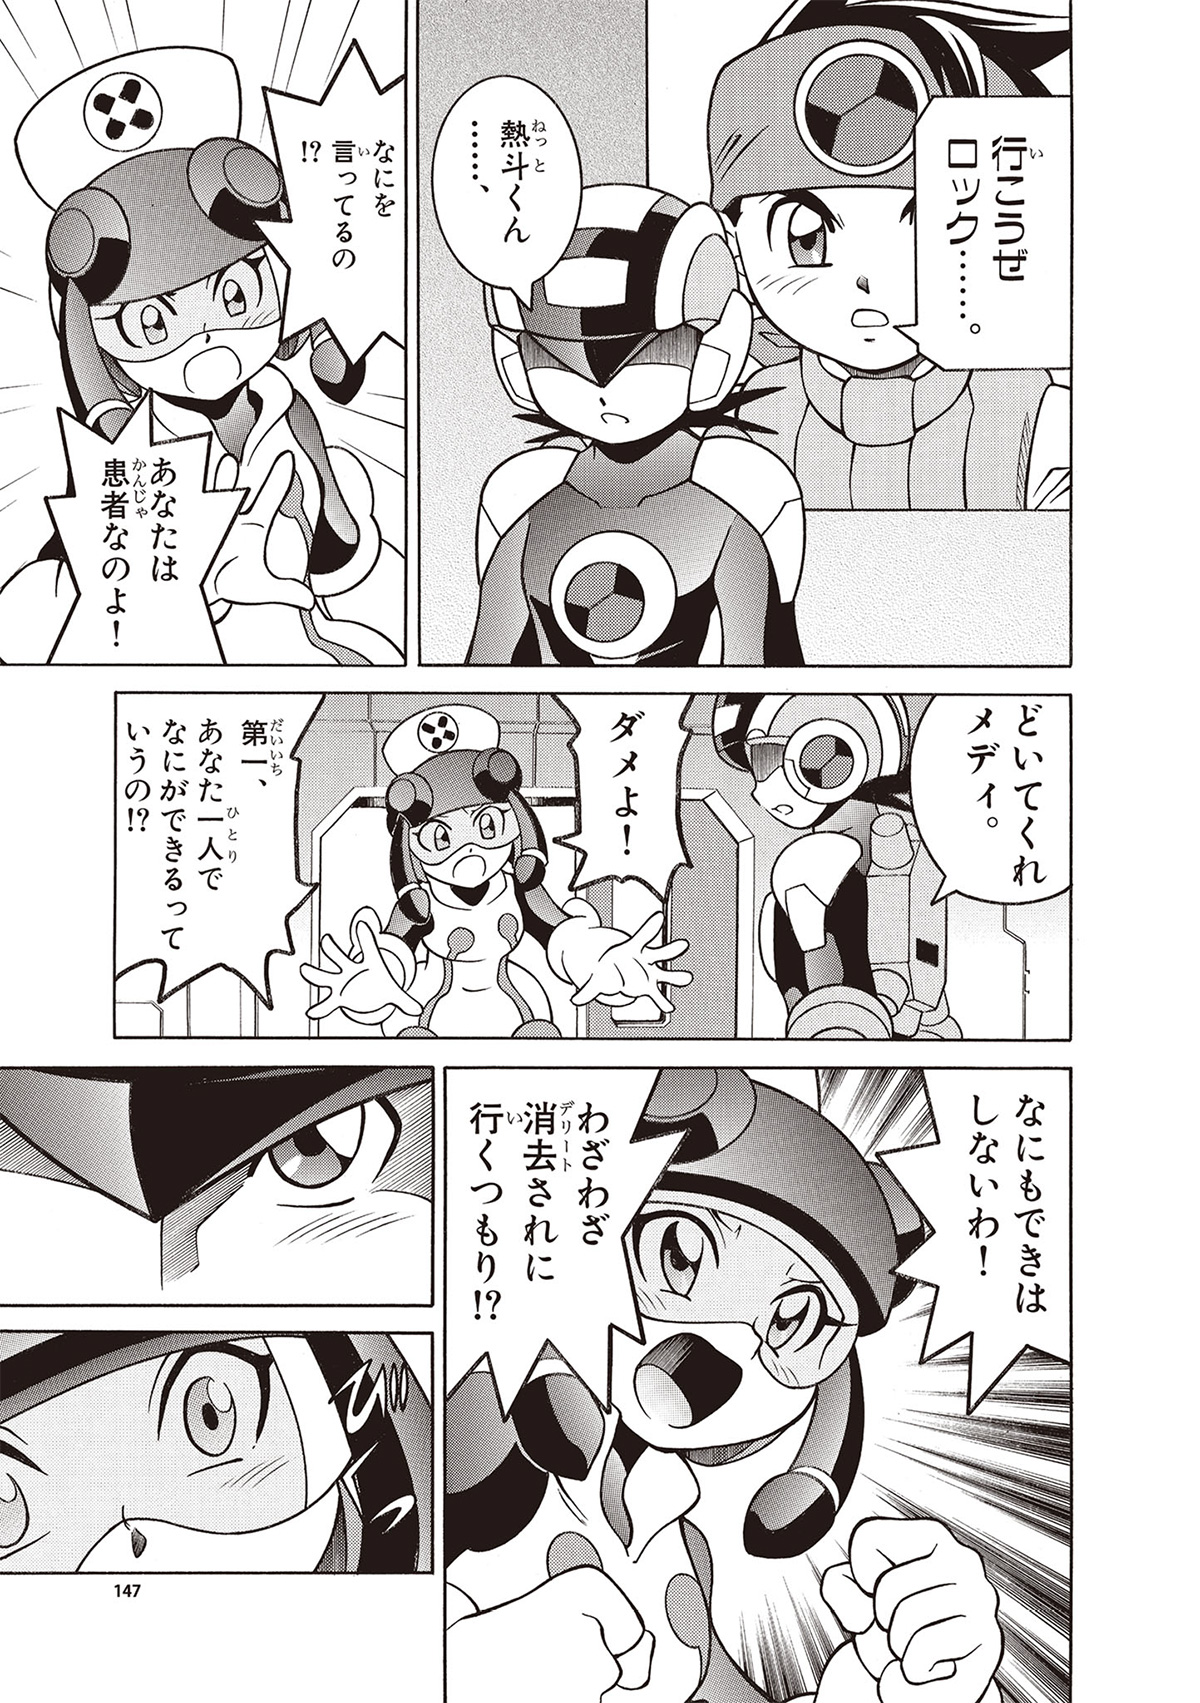 行こうぜ
ロック……。
熱斗くん
……、
なにを
言ってるの
!?
あなたは
患者なのよ！
どいてくれ
メディ。
ダメよ！
第一、
あなた一人で
なにができるって
いうの!?
なにもできは
しないわ！
わざわざ
消去されに
行くつもり!?
147